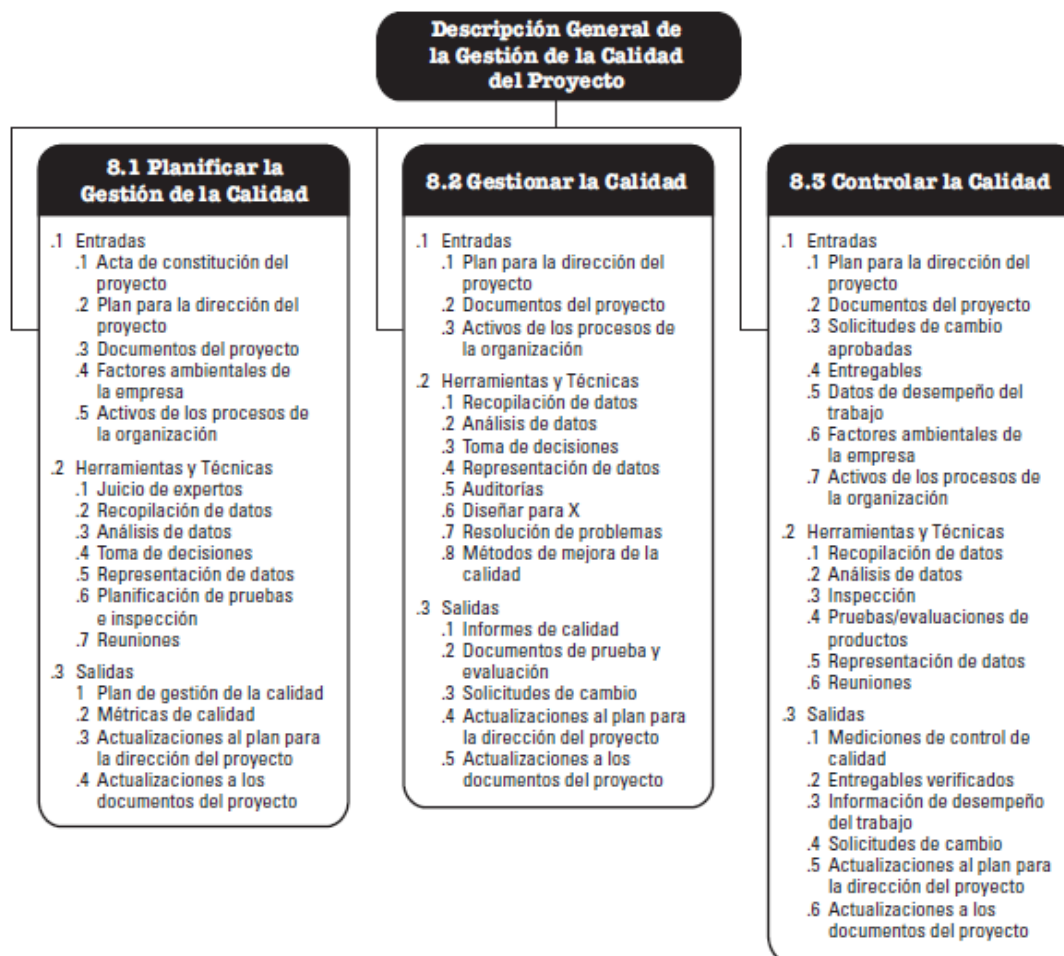 Descripción General de
la Gestión de la Calidad
del Proyecto
8.1 Planificar la
Gestión de la Calidad
.1 Entradas
.1 Acta de constitución del
proyecto
.2 Plan para la dirección del
proyecto
.3 Documentos del proyecto
.4 Factores ambientales de
la empresa
.5 Activos de los procesos de
la organización
.2 Herramientas y Técnicas
.1 Juicio de expertos
.2 Recopilación de datos
.3 Análisis de datos
.4 Toma de decisiones
.5 Representación de datos
.6 Planificación de pruebas
e inspección
.7 Reuniones
.3 Salidas
1 Plan de gestión de la calidad
.2 Métricas de calidad
.3 Actualizaciones al plan para
la dirección del proyecto
.4 Actualizaciones a los
documentos del proyecto
8.2 Gestionar la Calidad
.1 Entradas
.1 Plan para la dirección del
proyecto
.2 Documentos del proyecto
.3 Activos de los procesos de
la organización
.2 Herramientas y Técnicas
.1 Recopilación de datos
.2 Análisis de datos
.3 Toma de decisiones
.4 Representación de datos
.5 Auditorías
.6 Diseñar para X
.7 Resolución de problemas
.8 Métodos de mejora de la
calidad
.3 Salidas
.1 Informes de calidad
.2 Documentos de prueba y
evaluación
.3 Solicitudes de cambio
.4 Actualizaciones al plan para
la dirección del proyecto
.5 Actualizaciones a los
documentos del proyecto
8.3 Controlar la Calidad
.1 Entradas
.1 Plan para la dirección del
proyecto
.2 Documentos del proyecto
.3 Solicitudes de cambio
aprobadas
.4 Entregables
.5 Datos de desempeño del
trabajo
.6 Factores ambientales de
la empresa
.7 Activos de los procesos de
la organización
.2 Herramientas y Técnicas
.1 Recopilación de datos
.2 Análisis de datos
.3 Inspección
.4 Pruebas/evaluaciones de
productos
.5 Representación de datos
.6 Reuniones
.3 Salidas
.1 Mediciones de control de
calidad
.2 Entregables verificados
.3 Información de desempeño
del trabajo
.4 Solicitudes de cambio
.5 Actualizaciones al plan para
la dirección del proyecto
.6 Actualizaciones a los
documentos del proyecto